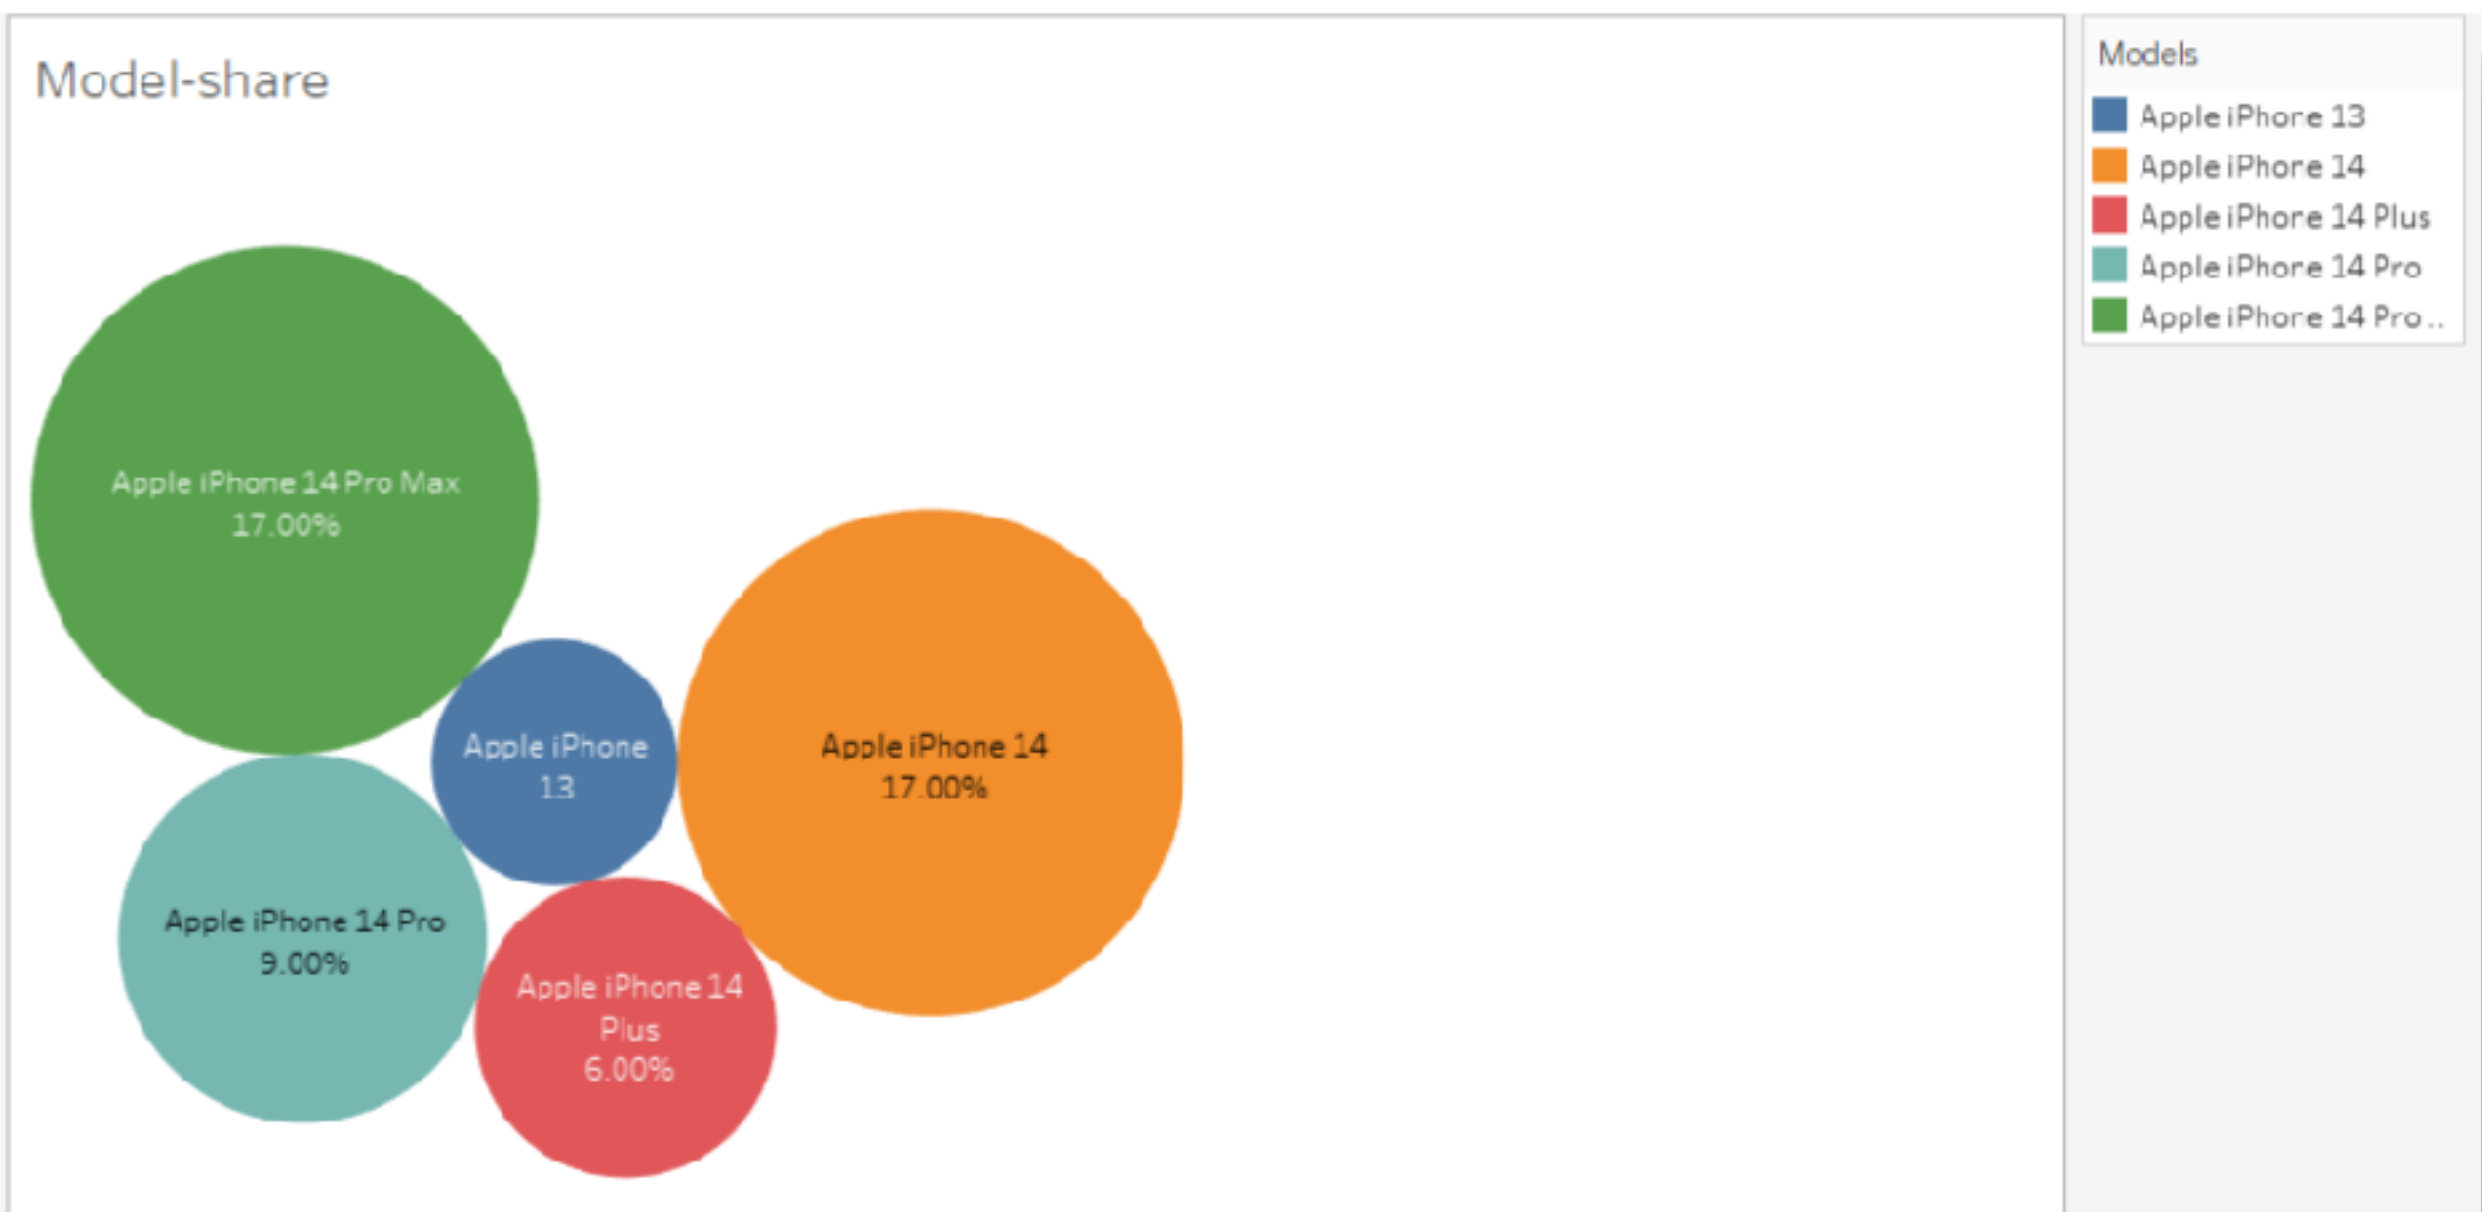 Model-share
Apple iPhone 14 Pro Max
17.00%
Apple iPhone
13
Apple iPhone 14
17.00%
Apple iPhone 14 Pro
9.00%
Apple iPhone 14
Plus
6.00%
Models
Apple iPhone 13
Apple iPhone 14
Apple iPhone 14 Plus
Apple iPhone 14 Pro
Apple iPhone 14 Pro..